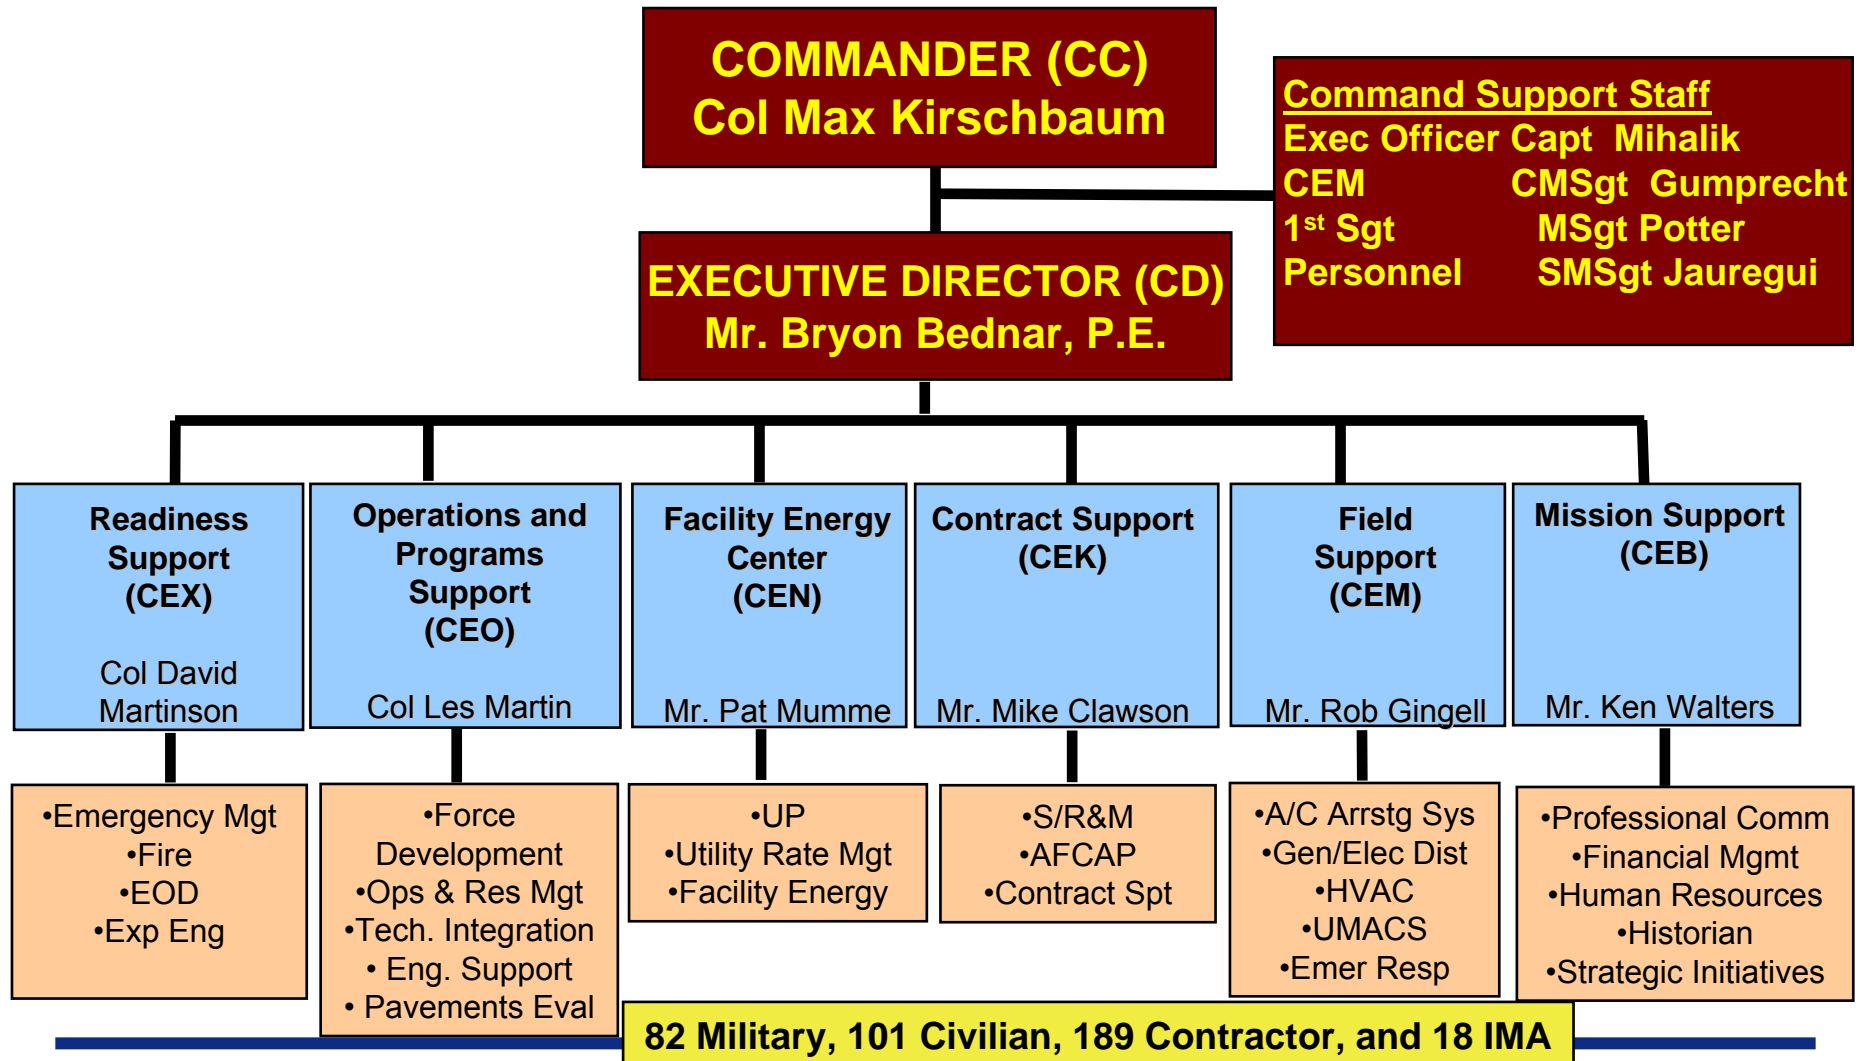 COMMANDER (CC)
Col Max Kirschbaum
Command Support Staff
Exec Officer Capt Mihalik
CEM CMSgt Gumprecht
1st Sgt MSgt Potter
Personnel SMSgt Jauregui
EXECUTIVE DIRECTOR (CD)
Mr. Bryon Bednar, P.E.
Readiness
Support
(CEX)
Col David
Martinson
Operations and
Programs
Support
(CEO)
Col Les Martin
Facility Energy
Center
(CEN)
Mr. Pat Mumme
Contract Support
(CEK)
Mr. Mike Clawson
Field
Support
(CEM)
Mr. Rob Gingell
Mission Support
(CEB)
Mr. Ken Walters
•Emergency Mgt
•Fire
•EOD
•Exp Eng
•Force
Development
•Ops & Res Mgt
•Tech. Integration
• Eng. Support
• Pavements Eval
•UP
•Utility Rate Mgt
•Facility Energy
•S/R&M
•AFCAP
•Contract Spt
•A/C Arrstg Sys
•Gen/Elec Dist
•HVAC
•UMACS
•Emer Resp
•Professional Comm
•Financial Mgmt
•Human Resources
•Historian
•Strategic Initiatives
82 Military, 101 Civilian, 189 Contractor, and 18 IMA